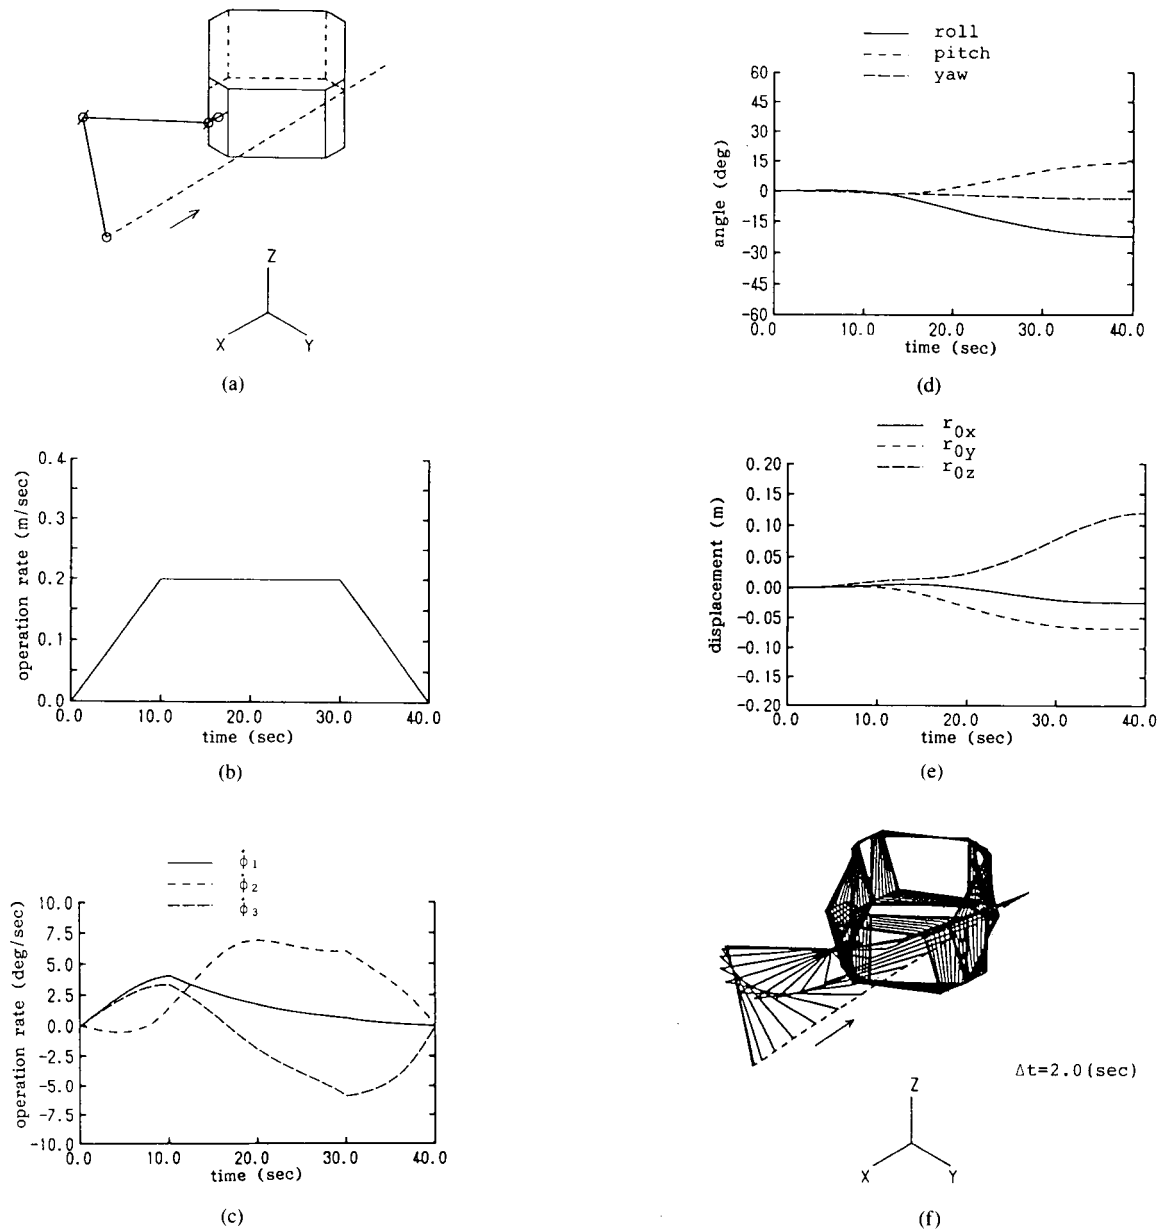 Z
X
Y
(a)
operation rate (m/sec)
0.4
0.3
0.2
0.1
0.0
0.0 10.0 20.0 30.0 40.0
time (sec)
(b)
φ̇1
φ̇2
φ̇3
operation rate (deg/sec)
10.0
7.5
5.0
2.5
0.0
-2.5
-5.0
-7.5
-10.0
0.0 10.0 20.0 30.0 40.0
time (sec)
(c)
roll
pitch
yaw
angle (deg)
60
45
30
15
0
-15
-30
-45
-60
0.0 10.0 20.0 30.0 40.0
time (sec)
(d)
r0x
r0y
r0z
displacement (m)
0.20
0.15
0.10
0.05
0.00
-0.05
-0.10
-0.15
-0.20
0.0 10.0 20.0 30.0 40.0
time (sec)
(e)
Δt=2.0(sec)
Z
X
Y
(f)